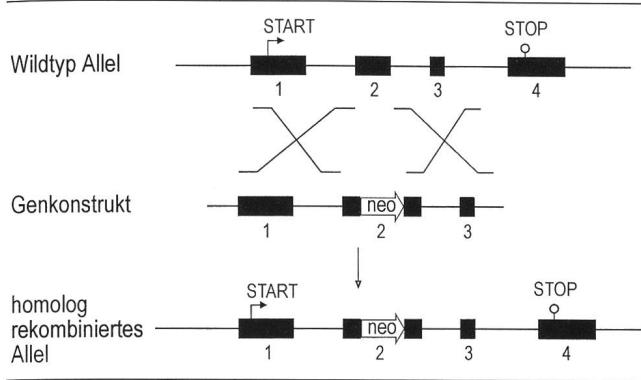 START
STOP
Wildtyp Allel
1 2 3 4
Genkonstrukt
neo
1 2 3
START
STOP
homolog
rekombiniertes
Allel
neo
1 2 3 4